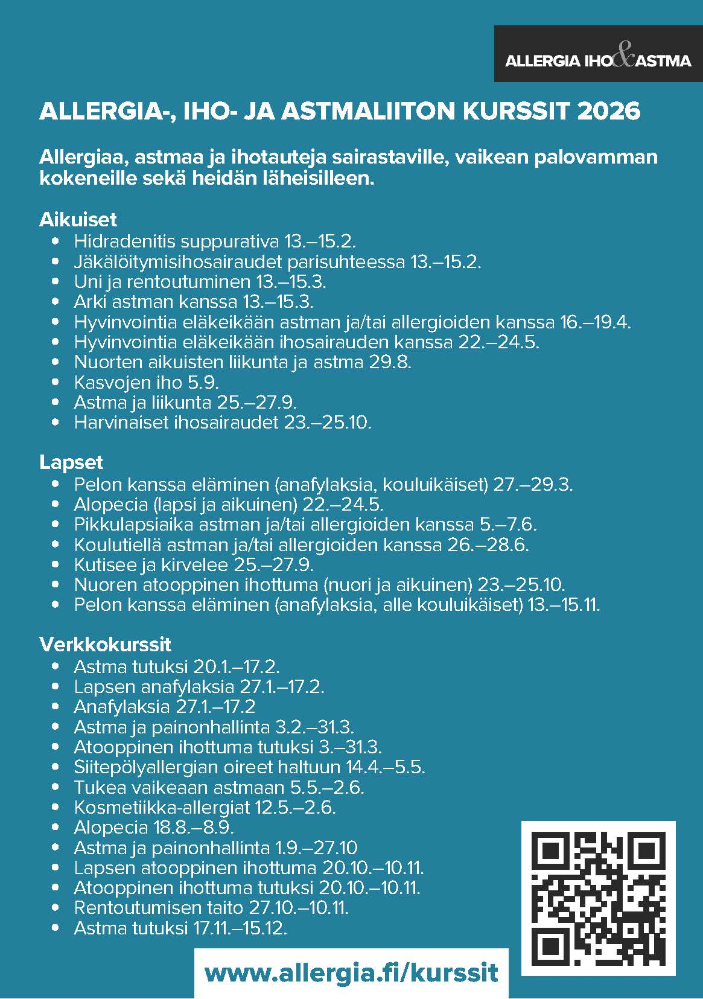 ALLERGIA IHO & ASTMA
ALLERGIA-, IHO- JA ASTMALIITON KURSSIT 2026
Allergiaa, astmaa ja ihotauteja sairastaville, vaikean palovamman
kokeneille sekä heidän läheisilleen.
Aikuiset
• Hidradenitis suppurativa 13.–15.2.
• Jäkälöitymisihosairaudet parisuhteessa 13.–15.2.
• Uni ja rentoutuminen 13.–15.3.
• Arki astman kanssa 13.–15.3.
• Hyvinvointia eläkeikään astman ja/tai allergioiden kanssa 16.–19.4.
• Hyvinvointia eläkeikään ihosairauden kanssa 22.–24.5.
• Nuorten aikuisten liikunta ja astma 29.8.
• Kasvojen iho 5.9.
• Astma ja liikunta 25.–27.9.
• Harvinaiset ihosairaudet 23.–25.10.
Lapset
• Pelon kanssa eläminen (anafylaksia, kouluikäiset) 27.–29.3.
• Alopecia (lapsi ja aikuinen) 22.–24.5.
• Pikkulapsiaika astman ja/tai allergioiden kanssa 5.–7.6.
• Koulutiellä astman ja/tai allergioiden kanssa 26.–28.6.
• Kutisee ja kirvelee 25.–27.9.
• Nuoren atooppinen ihottuma (nuori ja aikuinen) 23.–25.10.
• Pelon kanssa eläminen (anafylaksia, alle kouluikäiset) 13.–15.11.
Verkkokurssit
• Astma tutuksi 20.1.–17.2.
• Lapsen anafylaksia 27.1.–17.2.
• Anafylaksia 27.1.–17.2
• Astma ja painonhallinta 3.2.–31.3.
• Atooppinen ihottuma tutuksi 3.–31.3.
• Siitepölyallergian oireet haltuun 14.4.–5.5.
• Tukea vaikeaan astmaan 5.5.–2.6.
• Kosmetiikka-allergiat 12.5.–2.6.
• Alopecia 18.8.–8.9.
• Astma ja painonhallinta 1.9.–27.10
• Lapsen atooppinen ihottuma 20.10.–10.11.
• Atooppinen ihottuma tutuksi 20.10.–10.11.
• Rentoutumisen taito 27.10.–10.11.
• Astma tutuksi 17.11.–15.12.
www.allergia.fi/kurssit